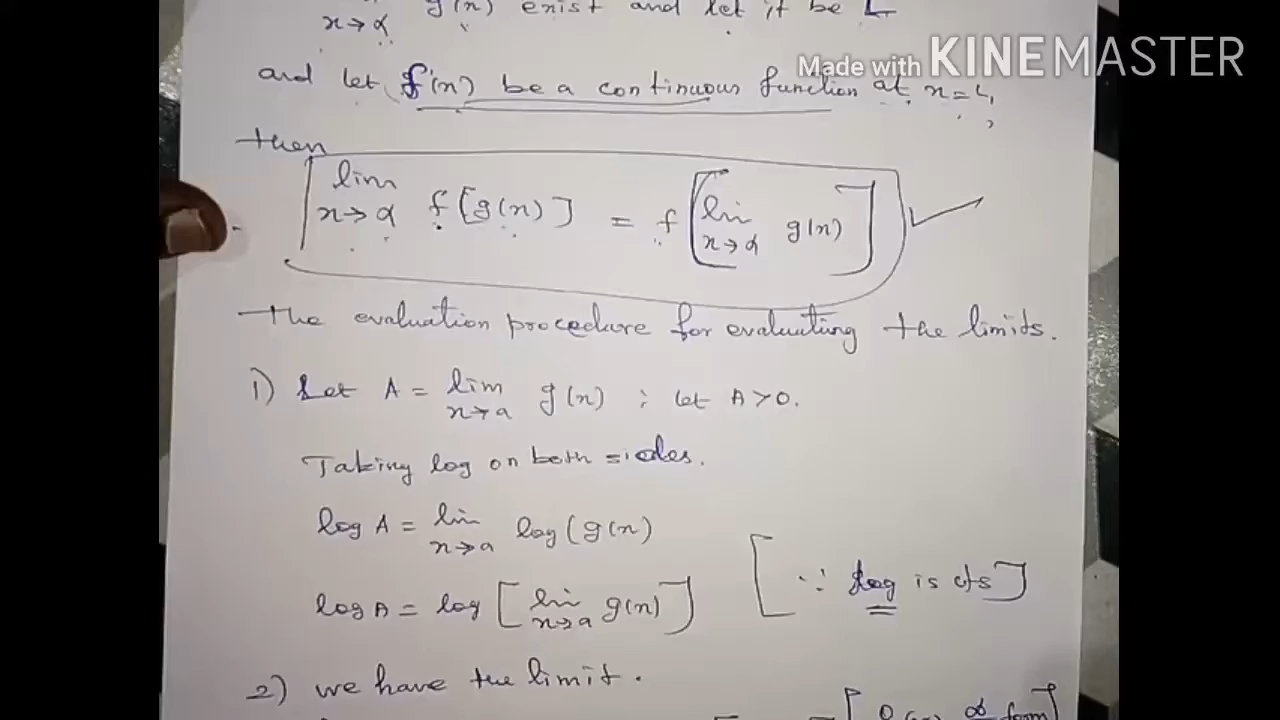 g(x) exist and let it be L
x→α
Made with KINEMASTER
and let f(x) be a continuous function at x=L,
then
lim
x→α f[g(x)] = f[lim x→α g(x)]
The evaluation procedure for evaluating the limits.
1) Let A = lim x→a g(x) ; let A>0.
Taking log on both sides.
log A = lim x→a log(g(x)
log A = log [lim x→a g(x)] [∵ log is cts]
2) we have the limit.